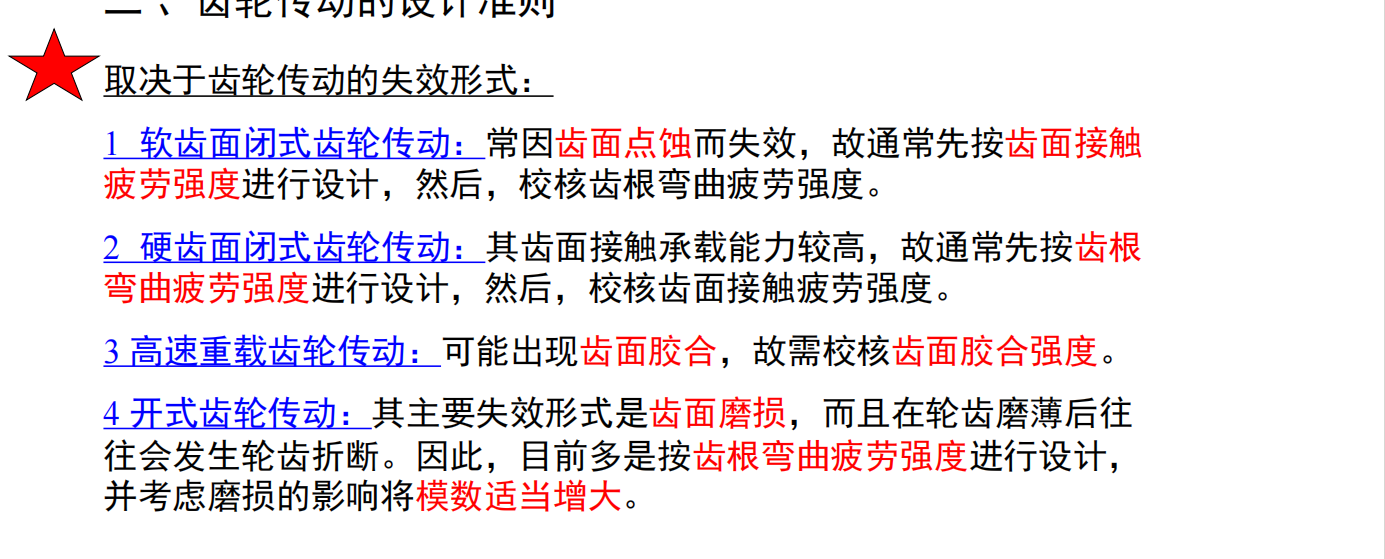 二、齿轮传动的设计准则
取决于齿轮传动的失效形式：
1 软齿面闭式齿轮传动：常因齿面点蚀而失效，故通常先按齿面接触
疲劳强度进行设计，然后，校核齿根弯曲疲劳强度。
2 硬齿面闭式齿轮传动：其齿面接触承载能力较高，故通常先按齿根
弯曲疲劳强度进行设计，然后，校核齿面接触疲劳强度。
3 高速重载齿轮传动：可能出现齿面胶合，故需校核齿面胶合强度。
4 开式齿轮传动：其主要失效形式是齿面磨损，而且在轮齿磨薄后往
往会发生轮齿折断。因此，目前多是按齿根弯曲疲劳强度进行设计，
并考虑磨损的影响将模数适当增大。